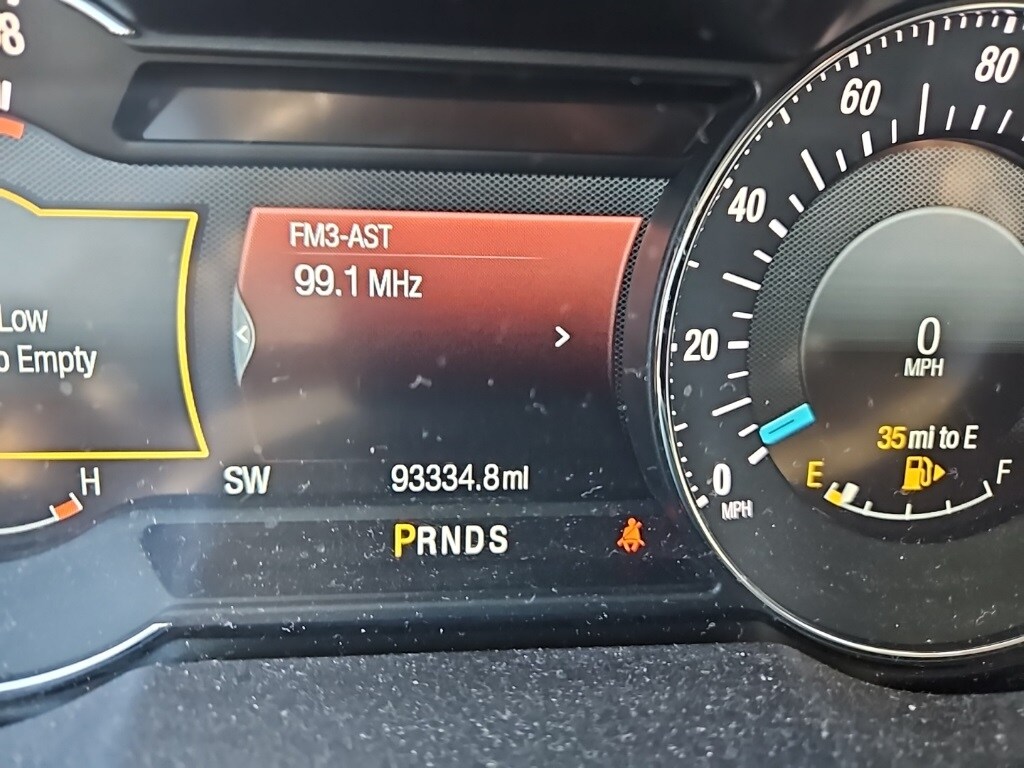 FM3-AST
99.1 MHz
<
>
Low
Empty
H
SW
93334.8mi
PRNDS
80
60
40
20
0
MPH
0
MPH
35 mi to E
E
F